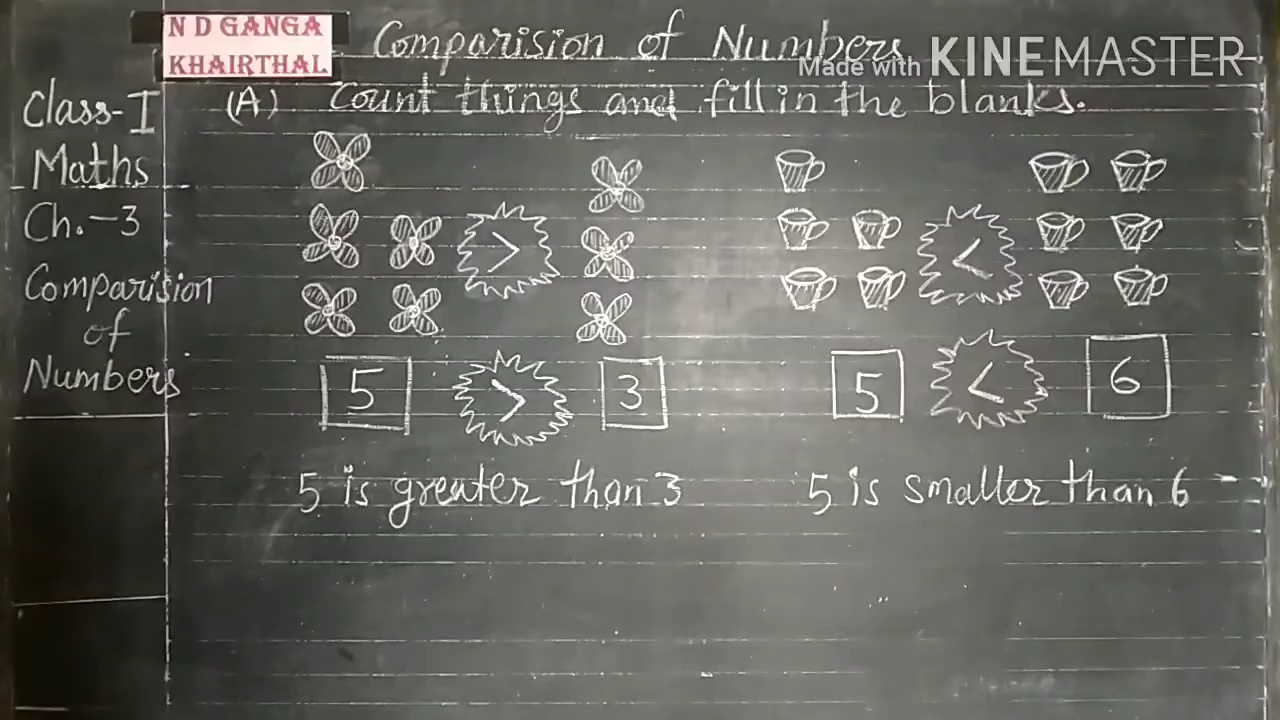 N D GANGA
KHAIRTHAL
Comparision of Numbers
Made with KINEMASTER
Class-I
Maths
Ch.-3
Comparision
of
Numbers
(A) Count things and fill in the blanks.
> <
5 > 3 5 < 6
5 is greater than 3 5 is smaller than 6